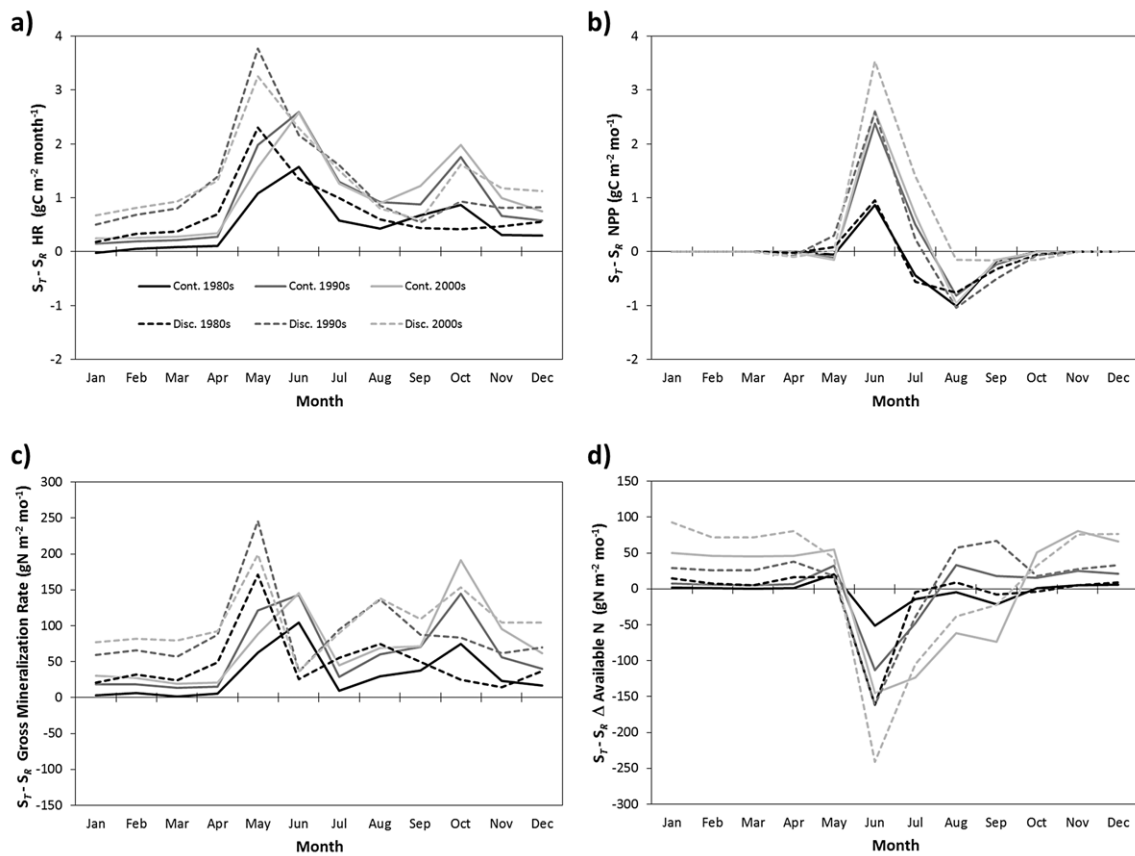 a)
S_T - S_R HR (gC m⁻² month⁻¹)
4
3
2
1
0
-1
-2
Cont. 1980s Cont. 1990s Cont. 2000s
Disc. 1980s Disc. 1990s Disc. 2000s
Jan Feb Mar Apr May Jun Jul Aug Sep Oct Nov Dec
Month
b)
S_T - S_R NPP (gC m⁻² mo⁻¹)
4
3
2
1
0
-1
-2
Jan Feb Mar Apr May Jun Jul Aug Sep Oct Nov Dec
Month
c)
S_T - S_R Gross Mineralization Rate (gN m⁻² mo⁻¹)
300
250
200
150
100
50
0
-50
-100
-150
Jan Feb Mar Apr May Jun Jul Aug Sep Oct Nov Dec
Month
d)
S_T - S_R Δ Available N (gN m⁻² mo⁻¹)
150
100
50
0
-50
-100
-150
-200
-250
-300
Jan Feb Mar Apr May Jun Jul Aug Sep Oct Nov Dec
Month